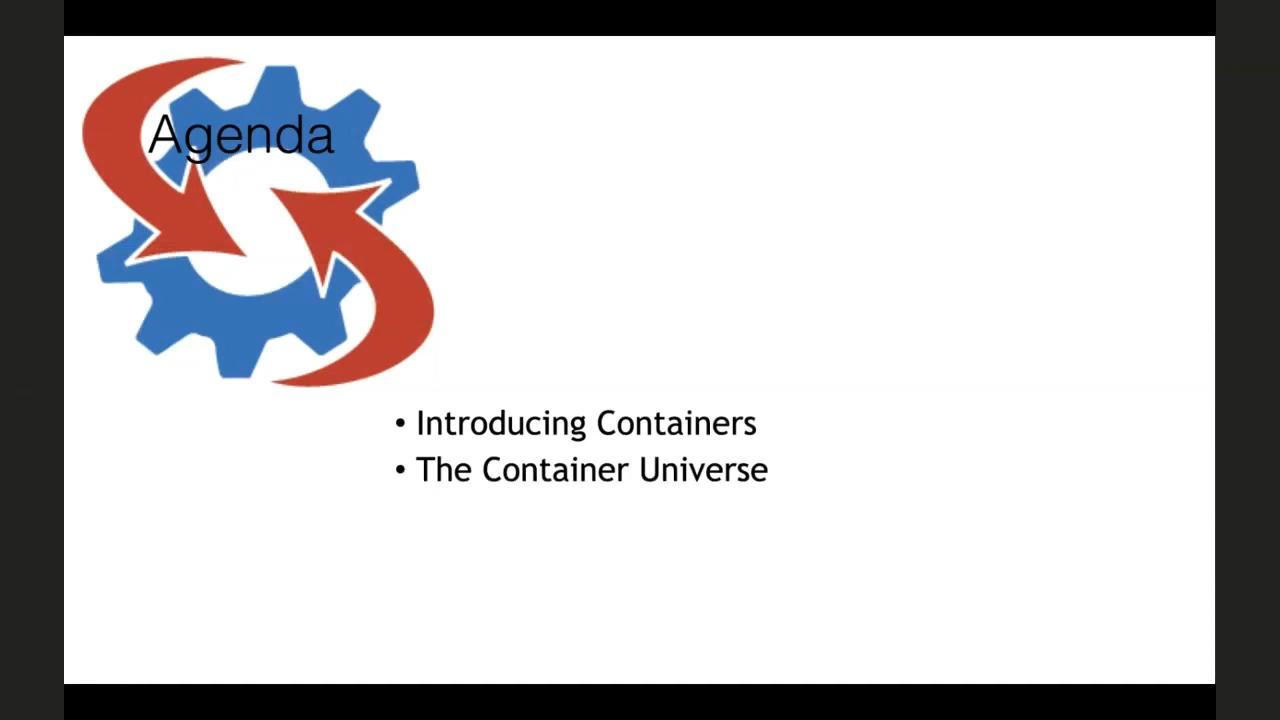 Agenda
• Introducing Containers
• The Container Universe